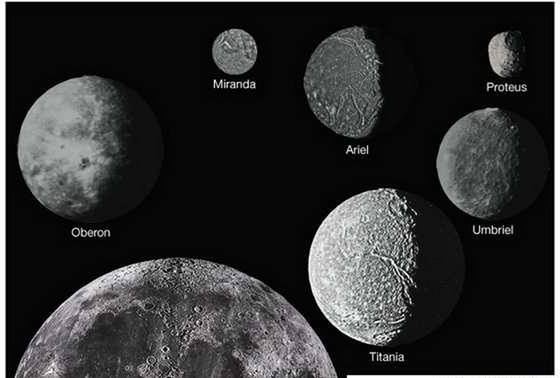 Miranda
Proteus
Ariel
Oberon
Umbriel
Titania